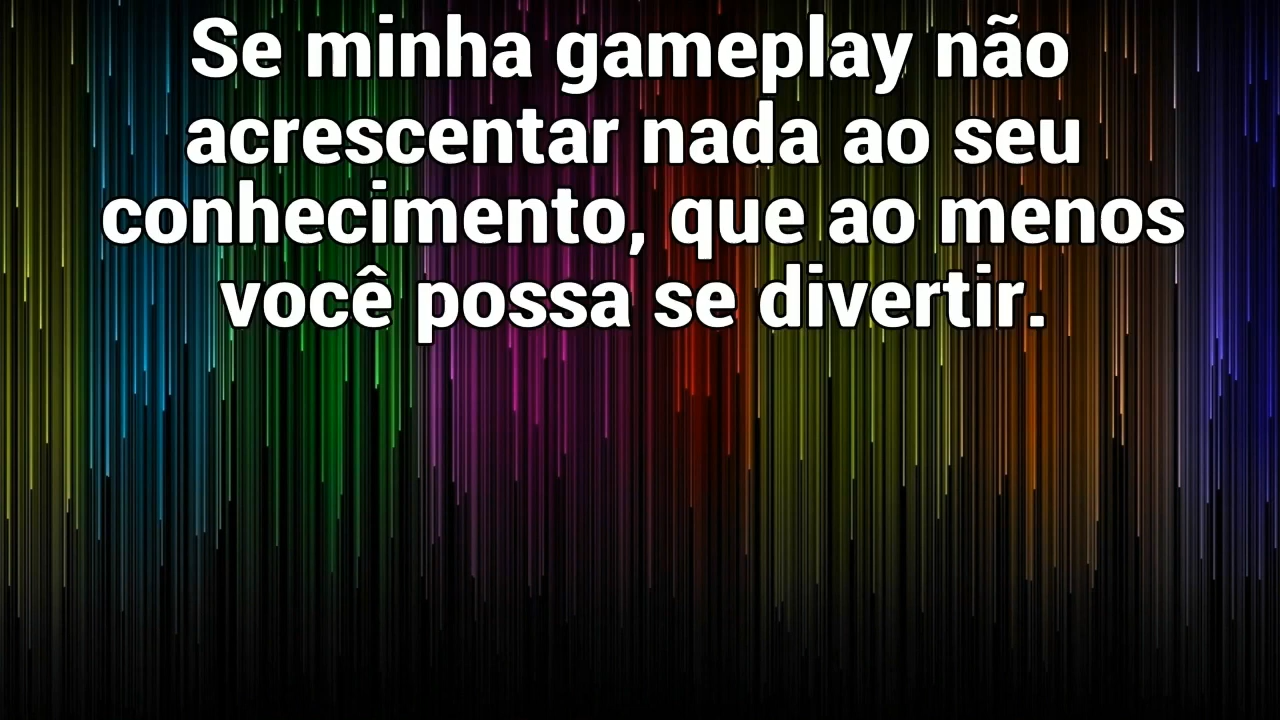 Se minha gameplay não
acrescentar nada ao seu
conhecimento, que ao menos
você possa se divertir.